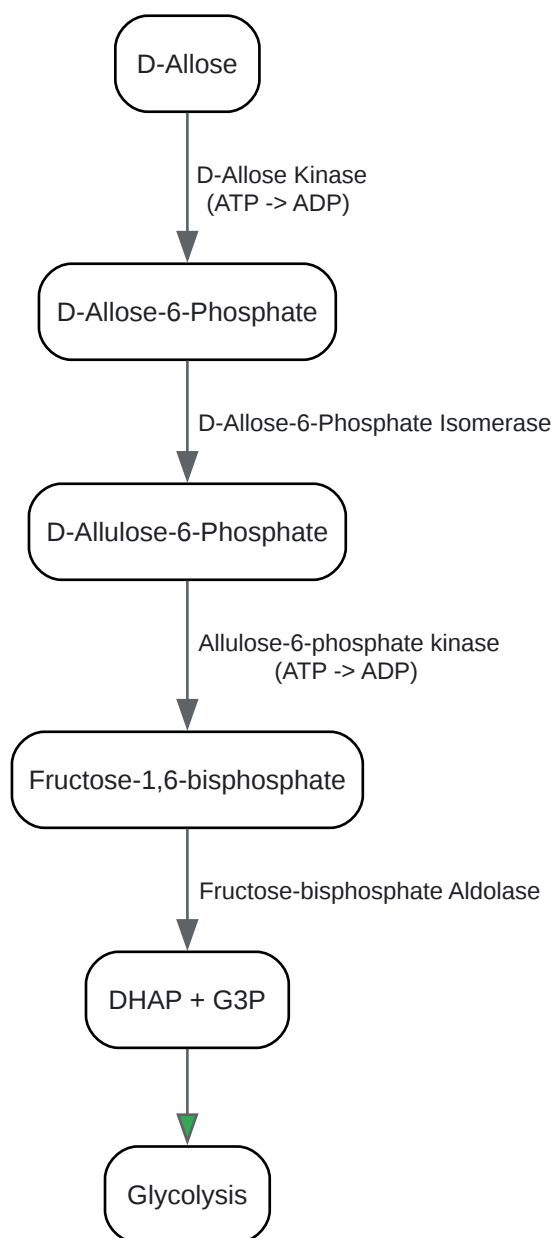 D-Allose
D-Allose Kinase
(ATP -> ADP)
D-Allose-6-Phosphate
D-Allose-6-Phosphate Isomerase
D-Allulose-6-Phosphate
Allulose-6-phosphate kinase
(ATP -> ADP)
Fructose-1,6-bisphosphate
Fructose-bisphosphate Aldolase
DHAP + G3P
Glycolysis